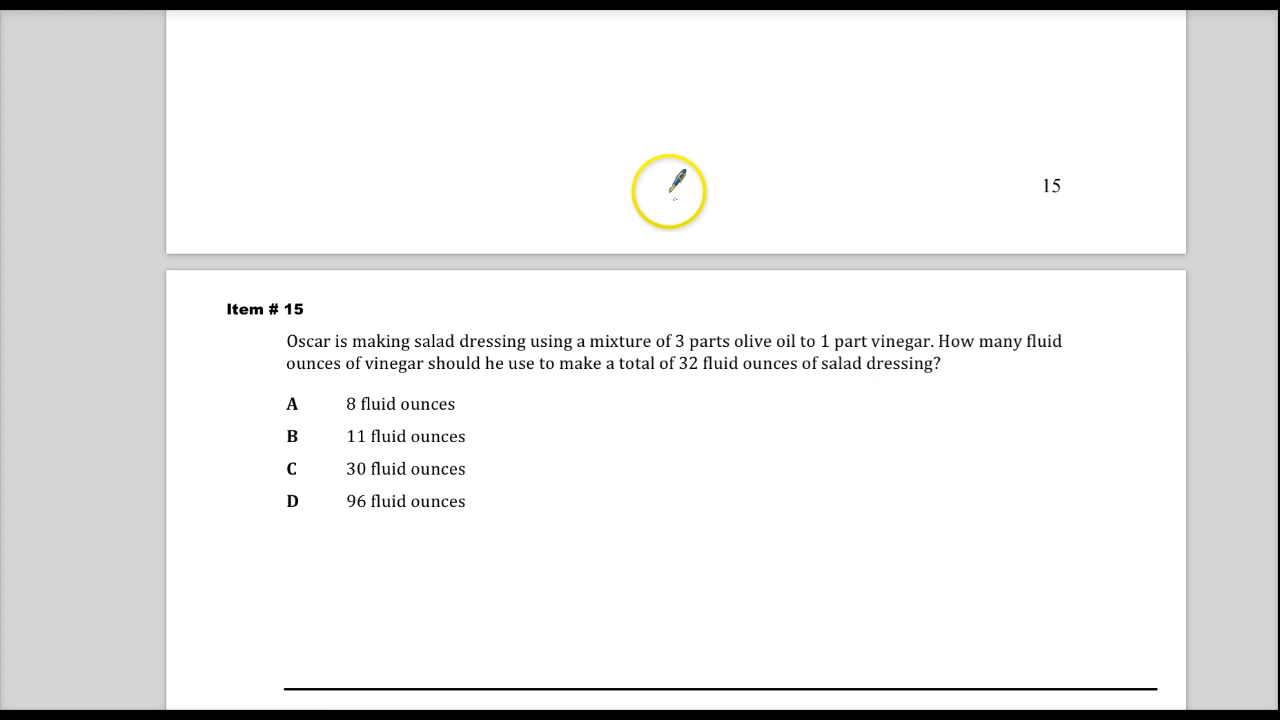 15
Item # 15
Oscar is making salad dressing using a mixture of 3 parts olive oil to 1 part vinegar. How many fluid
ounces of vinegar should he use to make a total of 32 fluid ounces of salad dressing?
A 8 fluid ounces
B 11 fluid ounces
C 30 fluid ounces
D 96 fluid ounces